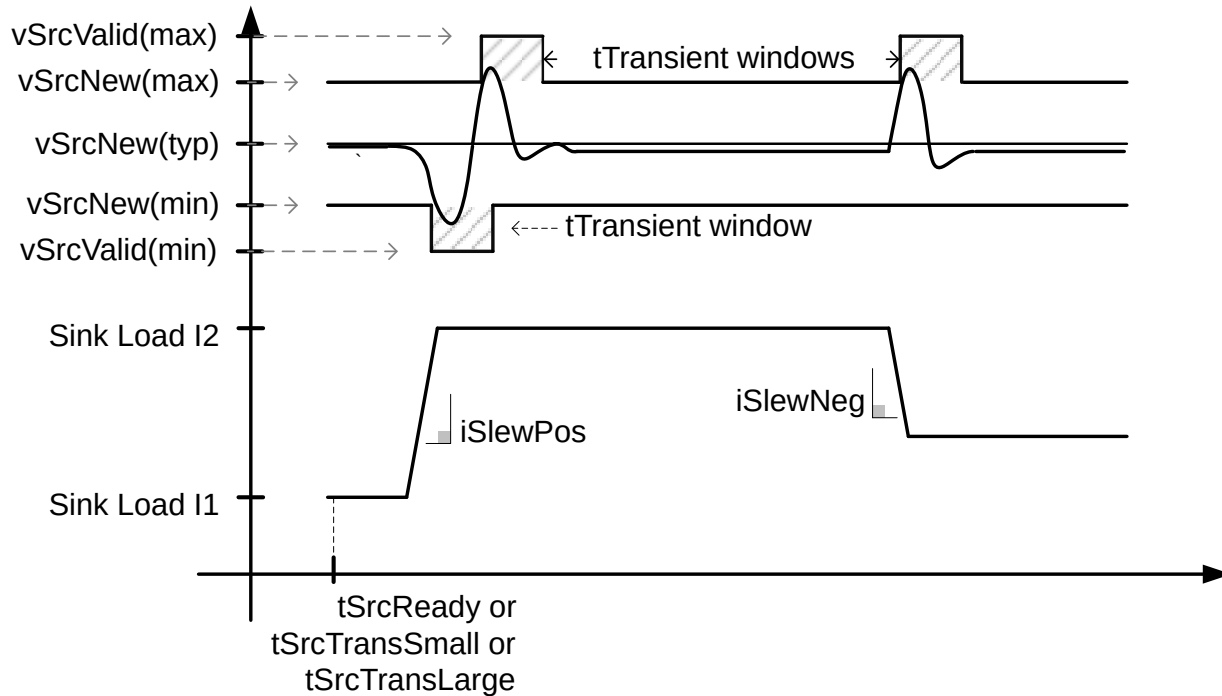 vSrcValid(max)
tTransient windows
vSrcNew(max)
vSrcNew(typ)
vSrcNew(min)
tTransient window
vSrcValid(min)
Sink Load I2
iSlewNeg
iSlewPos
Sink Load I1
tSrcReady or
tSrcTransSmall or
tSrcTransLarge